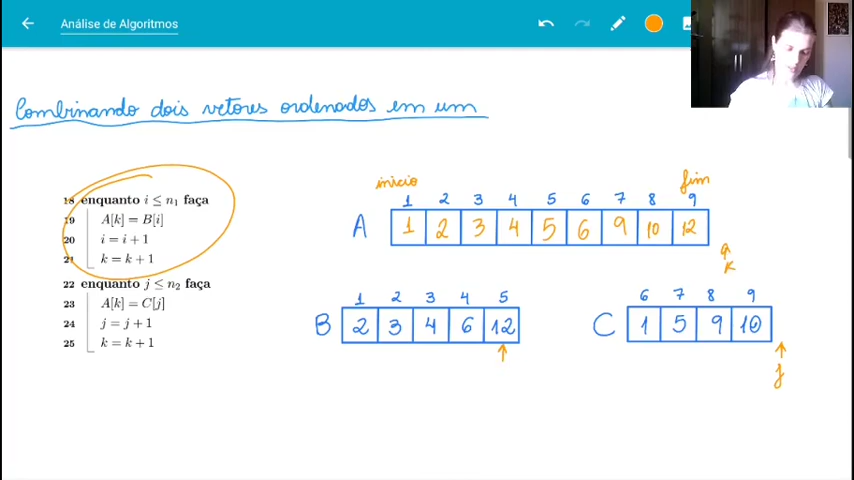 Análise de Algoritmos
Combinando dois vetores ordenados em um
18 enquanto i ≤ n₁ faça
19 A[k] = B[i]
20 i = i + 1
21 k = k + 1
22 enquanto j ≤ n₂ faça
23 A[k] = C[j]
24 j = j + 1
25 k = k + 1
inicio fim
1 2 3 4 5 6 7 8 9
A 1 2 3 4 5 6 9 10 12
k
1 2 3 4 5
B 2 3 4 6 12
6 7 8 9
C 1 5 9 10
j